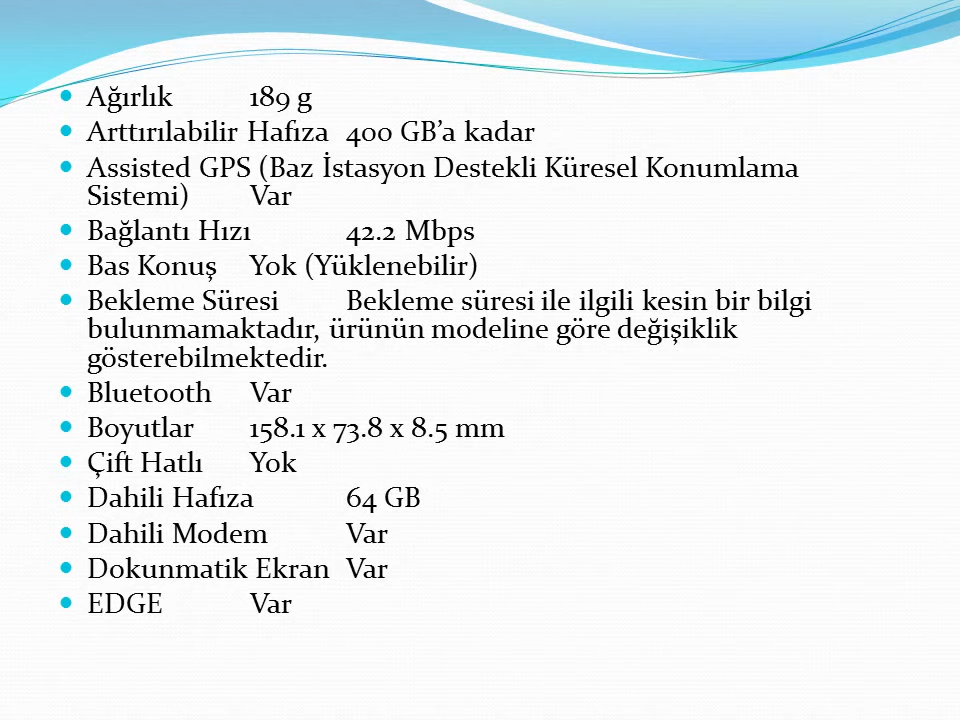 Ağırlık 189 g
Arttırılabilir Hafıza 400 GB’a kadar
Assisted GPS (Baz İstasyon Destekli Küresel Konumlama
Sistemi) Var
Bağlantı Hızı 42.2 Mbps
Bas Konuş Yok (Yüklenebilir)
Bekleme Süresi Bekleme süresi ile ilgili kesin bir bilgi
bulunmamaktadır, ürünün modeline göre değişiklik
gösterebilmektedir.
Bluetooth Var
Boyutlar 158.1 x 73.8 x 8.5 mm
Çift Hatlı Yok
Dahili Hafıza 64 GB
Dahili Modem Var
Dokunmatik Ekran Var
EDGE Var